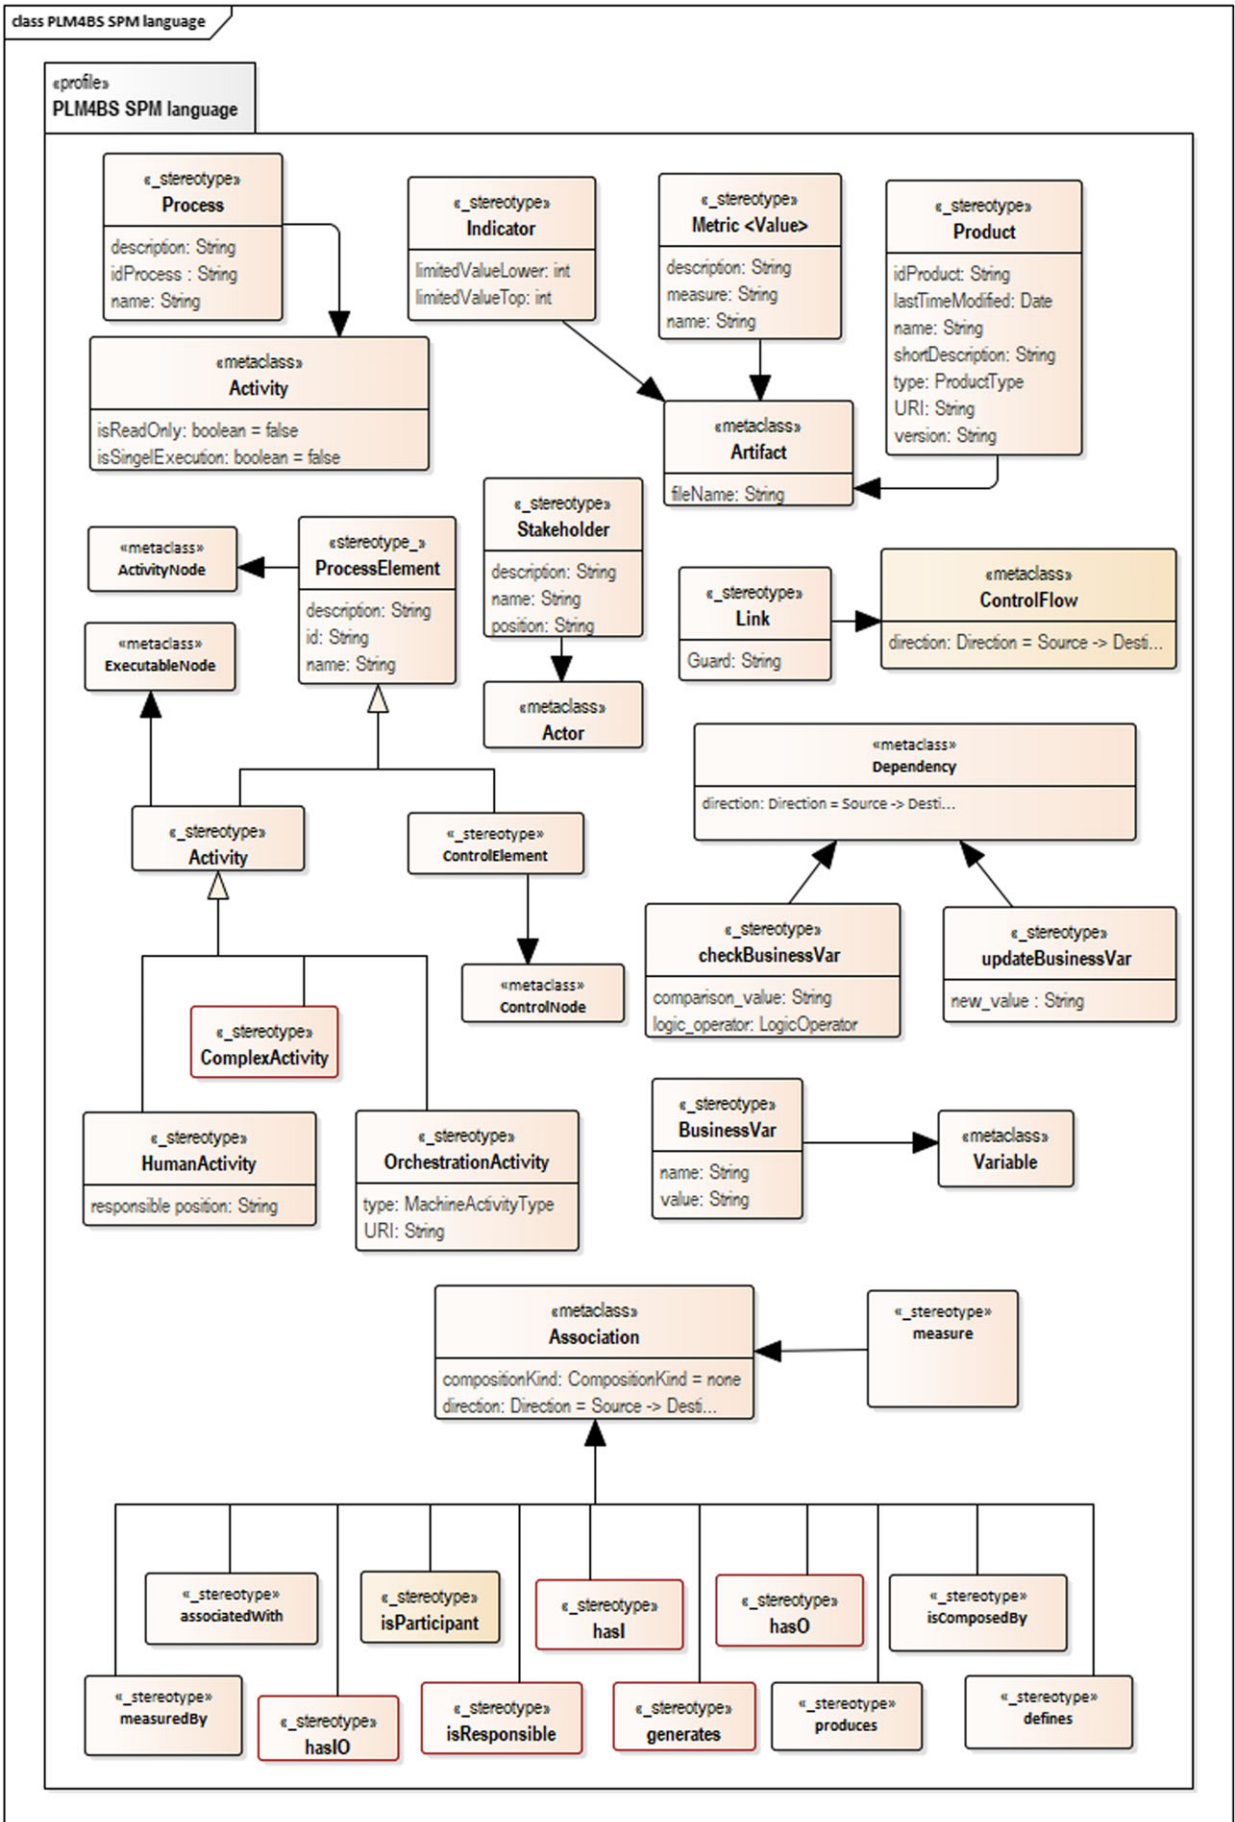 class PLM4BS SPM language
«profile»
PLM4BS SPM language
«_stereotype»
Process
description: String
idProcess : String
name: String
«_stereotype»
Indicator
limitedValueLower: int
limitedValueTop: int
«_stereotype»
Metric <Value>
description: String
measure: String
name: String
«_stereotype»
Product
idProduct: String
lastTimeModified: Date
name: String
shortDescription: String
type: ProductType
URI: String
version: String
«metaclass»
Activity
isReadOnly: boolean = false
isSingelExecution: boolean = false
«metaclass»
Artifact
fileName: String
«metaclass»
ActivityNode
«stereotype_»
ProcessElement
description: String
id: String
name: String
«_stereotype»
Stakeholder
description: String
name: String
position: String
«_stereotype»
Link
Guard: String
«metaclass»
ControlFlow
direction: Direction = Source -> Desti...
«metaclass»
ExecutableNode
«metaclass»
Actor
«metaclass»
Dependency
direction: Direction = Source -> Desti...
«_stereotype»
Activity
«_stereotype»
ControlElement
«_stereotype»
checkBusinessVar
comparison_value: String
logic_operator: LogicOperator
«_stereotype»
updateBusinessVar
new_value : String
«metaclass»
ControlNode
«_stereotype»
ComplexActivity
«_stereotype»
HumanActivity
responsible position: String
«_stereotype»
OrchestrationActivity
type: MachineActivityType
URI: String
«_stereotype»
BusinessVar
name: String
value: String
«metaclass»
Variable
«metaclass»
Association
compositionKind: CompositionKind = none
direction: Direction = Source -> Desti...
«_stereotype»
measure
«_stereotype»
associatedWith
«_stereotype»
isParticipant
«_stereotype»
hasI
«_stereotype»
hasO
«_stereotype»
isComposedBy
«_stereotype»
measuredBy
«_stereotype»
hasIO
«_stereotype»
isResponsible
«_stereotype»
generates
«_stereotype»
produces
«_stereotype»
defines